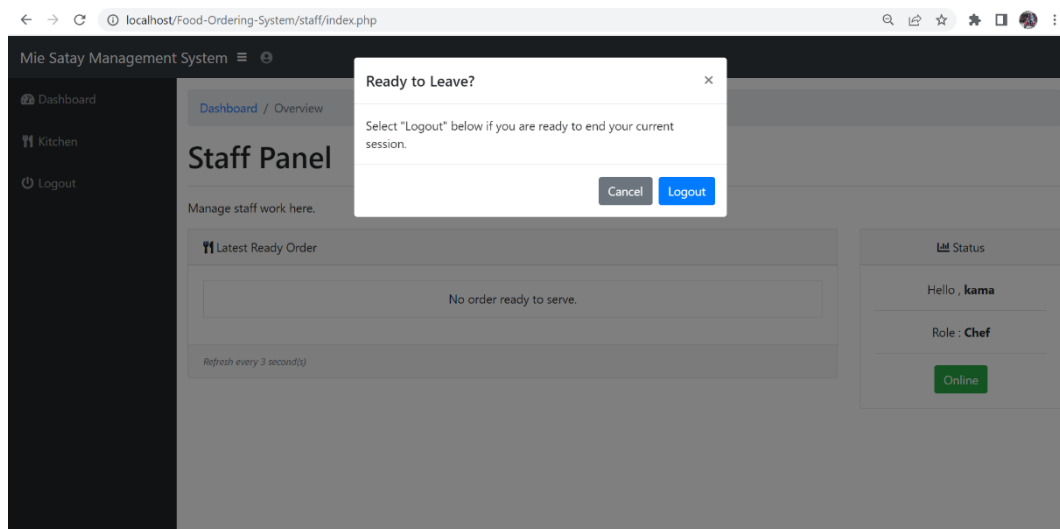 localhost/Food-Ordering-System/staff/index.php
Mie Satay Management System
Ready to Leave?
×
Select "Logout" below if you are ready to end your current
session.
Cancel
Logout
Dashboard
Kitchen
Logout
Dashboard / Overview
Staff Panel
Manage staff work here.
Latest Ready Order
No order ready to serve.
Refresh every 3 second(s)
Status
Hello , kama
Role : Chef
Online